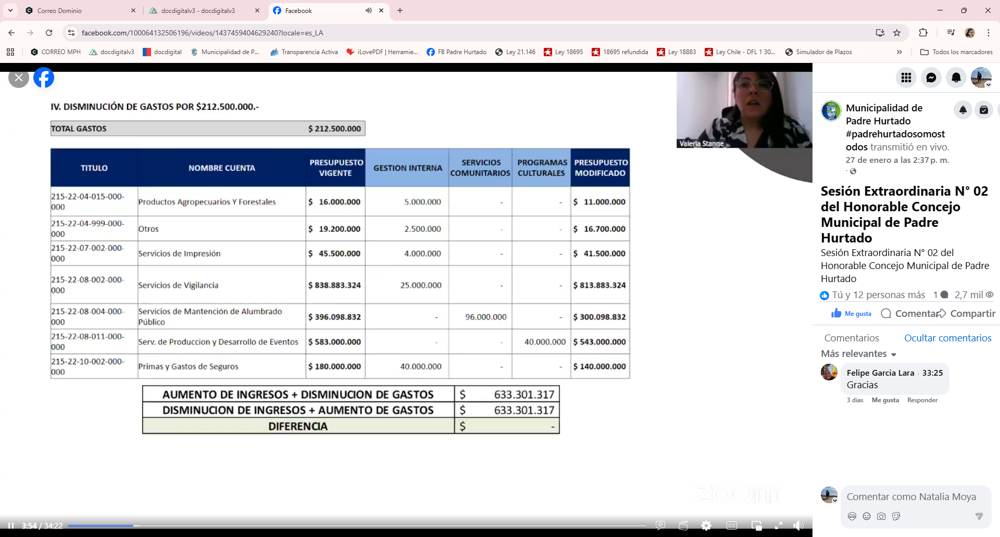 Correo Dominio
docdigitalv3 - docdigitalv3
Facebook
facebook.com/100064132506196/videos/1437459404629240?locale=es_LA
CORREO MPH
docdigitalv3
docdigital
Municipalidad de P...
Transparencia Activa
iLovePDF | Herramie...
FB Padre Hurtado
Ley 21.146
Ley 18695
18695 refundida
Ley 18883
Ley Chile - DFL 1 30...
Simulador de Plazos
Todos los marcadores
IV. DISMINUCIÓN DE GASTOS POR $212.500.000.-
TOTAL GASTOS $ 212.500.000
TITULO NOMBRE CUENTA PRESUPUESTO VIGENTE GESTION INTERNA SERVICIOS COMUNITARIOS PROGRAMAS CULTURALES PRESUPUESTO MODIFICADO
215-22-04-015-000-000 Productos Agropecuarios Y Forestales $ 16.000.000 5.000.000 - - $ 11.000.000
215-22-04-999-000-000 Otros $ 19.200.000 2.500.000 - - $ 16.700.000
215-22-07-002-000-000 Servicios de Impresión $ 45.500.000 4.000.000 - - $ 41.500.000
215-22-08-002-000-000 Servicios de Vigilancia $ 838.883.324 25.000.000 - - $ 813.883.324
215-22-08-004-000-000 Servicios de Mantención de Alumbrado Público $ 396.098.832 - 96.000.000 - $ 300.098.832
215-22-08-011-000-000 Serv. de Produccion y Desarrollo de Eventos $ 583.000.000 - - 40.000.000 $ 543.000.000
215-22-10-002-000-000 Primas y Gastos de Seguros $ 180.000.000 40.000.000 - - $ 140.000.000
AUMENTO DE INGRESOS + DISMINUCION DE GASTOS $ 633.301.317
DISMINUCION DE INGRESOS + AUMENTO DE GASTOS $ 633.301.317
DIFERENCIA $ -
Valeria Stange
zoom
3:54 / 34:22
CC
Municipalidad de
Padre Hurtado
#padrehurtadosomost
odos transmitió en vivo.
27 de enero a las 2:37 p. m.
·
Sesión Extraordinaria N° 02
del Honorable Concejo
Municipal de Padre
Hurtado
Sesión Extraordinaria N° 02 del
Honorable Concejo Municipal de Padre
Hurtado
Tú y 12 personas más 1 2,7 mil
Me gusta Comentar Compartir
Comentarios Ocultar comentarios
Más relevantes
Felipe Garcia Lara · 33:25
Gracias
3 días Me gusta Responder
Comentar como Natalia Moya